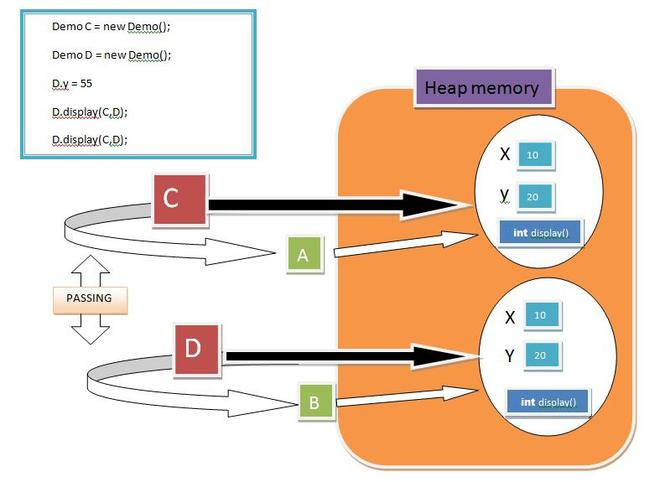 Demo C = new Demo();
Demo D = new Demo();
D.y = 55
D.display(C,D);
D.display(C,D);
Heap memory
X 10
y 20
int display()
C
A
PASSING
X 10
Y 20
int display()
D
B